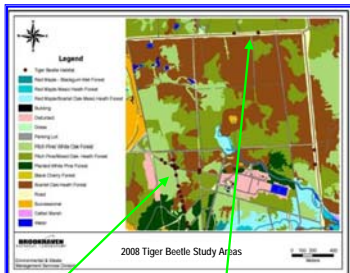 Legend
Tiger Beetle Habitat
Red Maple - Blackgum Wet Forest
Red Maple Mesic Heath Forest
Red Maple/Scarlet Oak Mesic Heath Forest
Building
Disturbed
Grass
Parking Lot
Pitch Pine/White Oak Forest
Pitch Pine/Mixed Oak Heath Forest
Planted White Pine Forest
Black Cherry Forest
Scarlet Oak Heath Forest
Road
Successional
Cattail Marsh
Water
BROOKHAVEN
Environmental & Waste
Management Services Division
2008 Tiger Beetle Study Areas